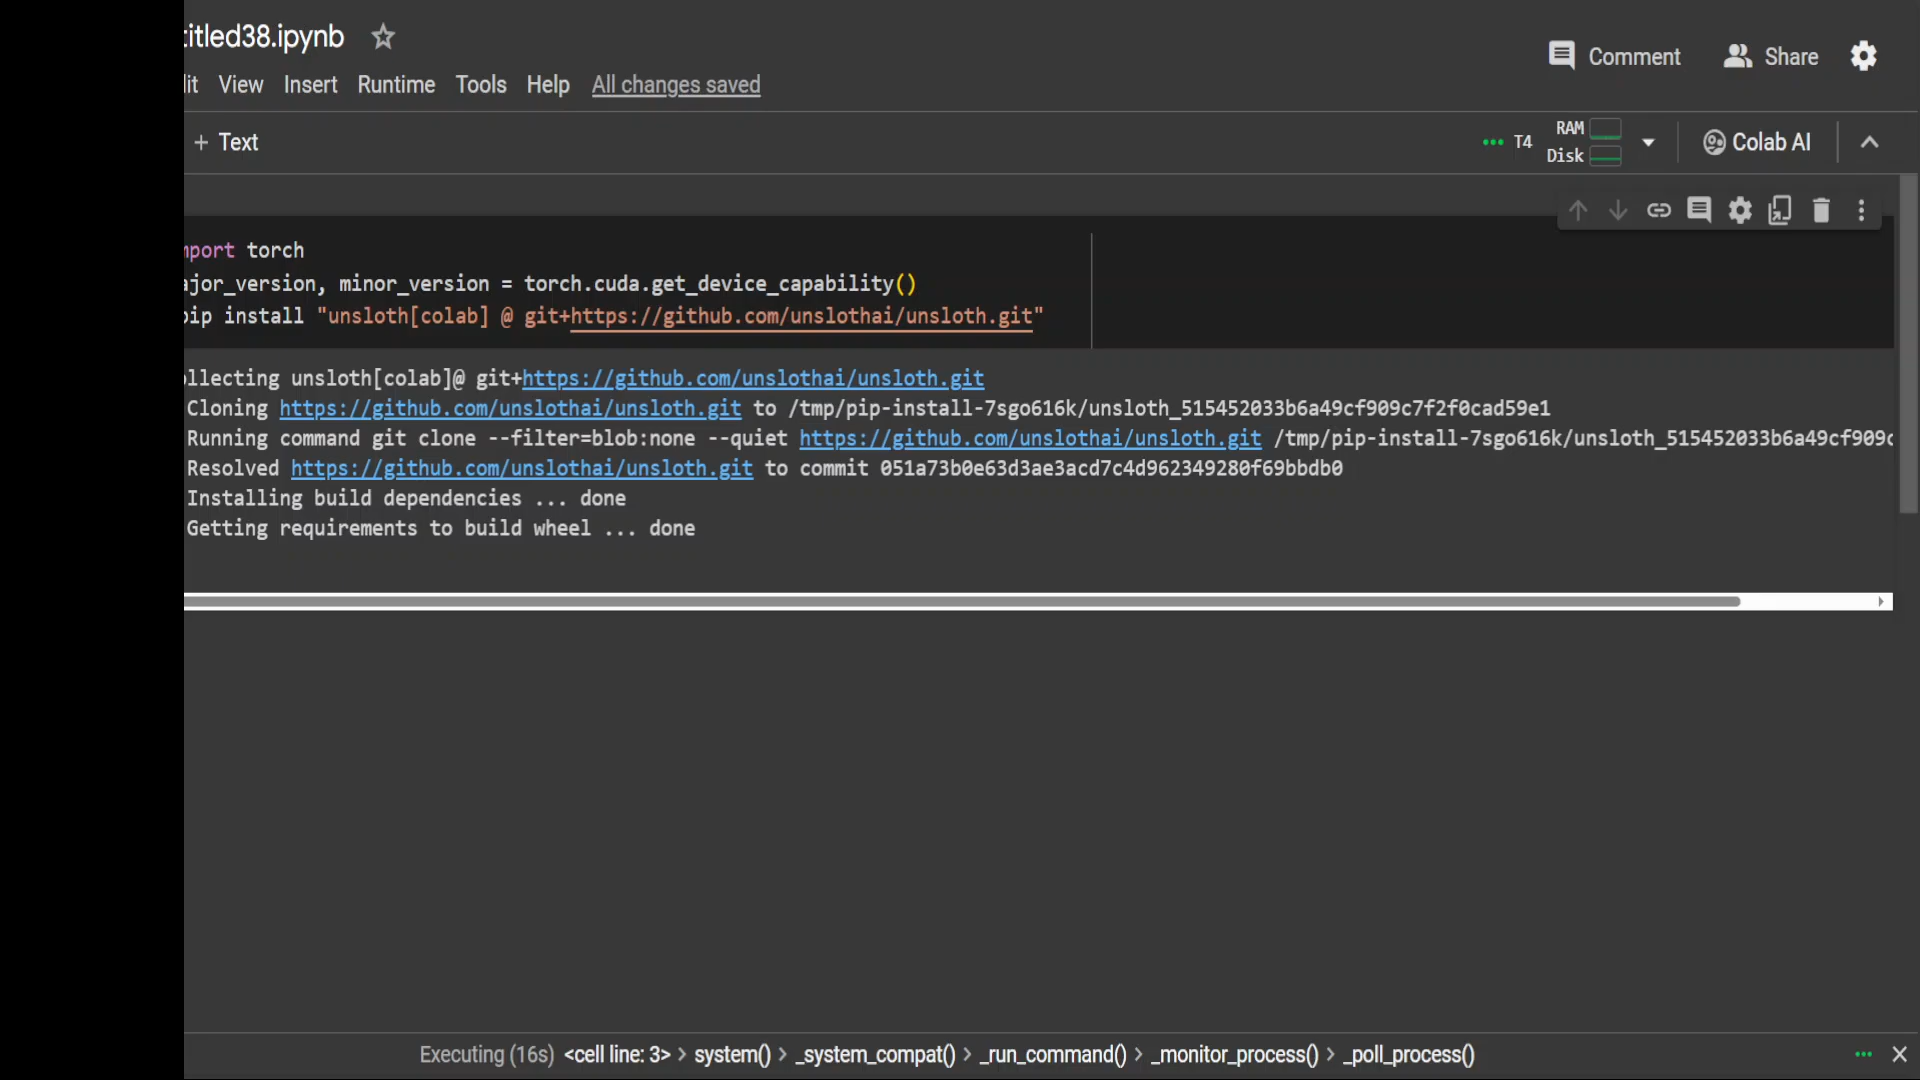 titled38.ipynb
it View Insert Runtime Tools Help All changes saved
Comment Share
+ Text
T4 RAM Disk Colab AI
mport torch
ajor_version, minor_version = torch.cuda.get_device_capability()
pip install "unsloth[colab] @ git+https://github.com/unslothai/unsloth.git"
ollecting unsloth[colab]@ git+https://github.com/unslothai/unsloth.git
Cloning https://github.com/unslothai/unsloth.git to /tmp/pip-install-7sgo616k/unsloth_515452033b6a49cf909c7f2f0cad59e1
Running command git clone --filter=blob:none --quiet https://github.com/unslothai/unsloth.git /tmp/pip-install-7sgo616k/unsloth_515452033b6a49cf909c
Resolved https://github.com/unslothai/unsloth.git to commit 051a73b0e63d3ae3acd7c4d962349280f69bbdb0
Installing build dependencies ... done
Getting requirements to build wheel ... done
Executing (16s) <cell line: 3> > system() > _system_compat() > _run_command() > _monitor_process() > _poll_process()